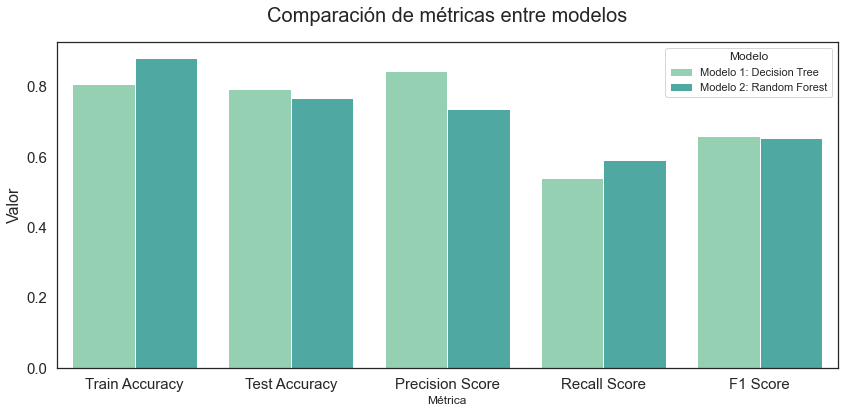 Comparación de métricas entre modelos
Modelo
Modelo 1: Decision Tree
Modelo 2: Random Forest
Valor
0.8
0.6
0.4
0.2
0.0
Train Accuracy Test Accuracy Precision Score Recall Score F1 Score
Métrica